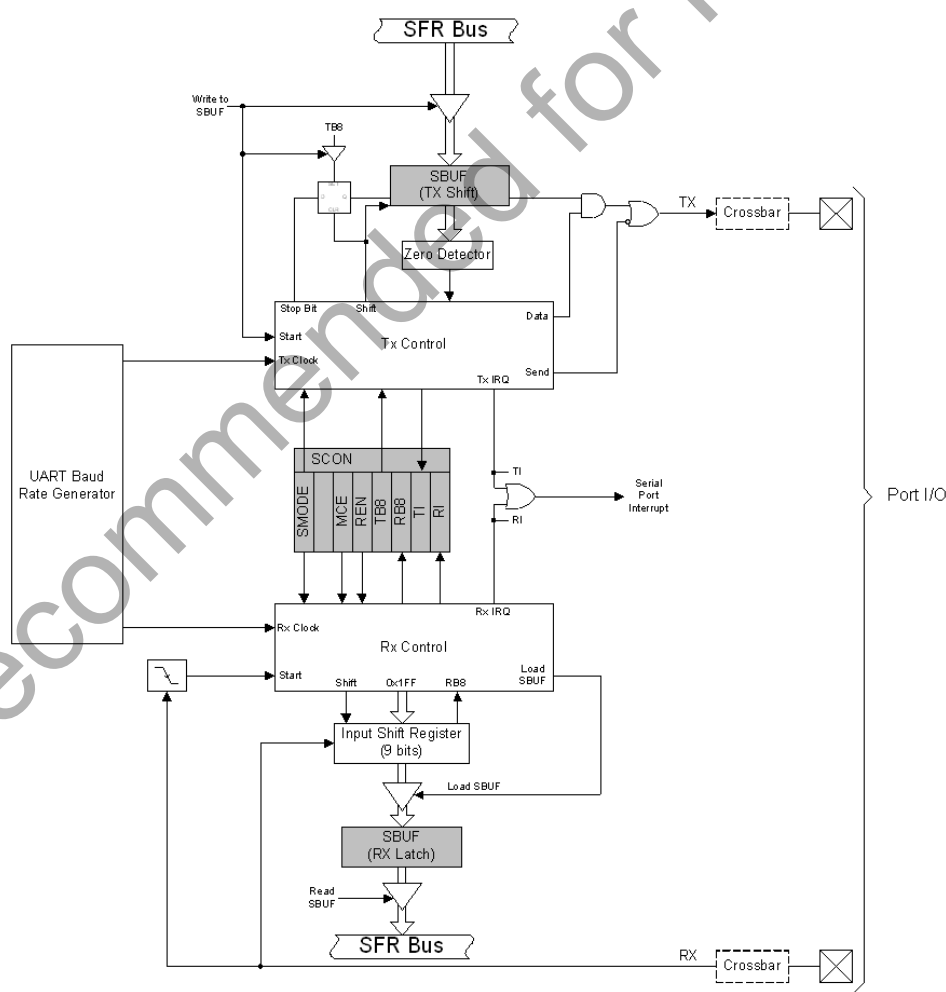 SFR Bus
Write to
SBUF
TB8
SBUF
(TX Shift)
TX
Crossbar
Zero Detector
Stop Bit
Shift
Data
Start
Tx Control
Tx Clock
Send
Tx IRQ
UART Baud
Rate Generator
SCON
SMODE
MCE
REN
TB8
RB8
TI
RI
TI
RI
Serial
Port
Interrupt
Port I/O
Rx IRQ
Rx Clock
Rx Control
Start
Load
SBUF
Shift
0x1FF
RB8
Input Shift Register
(9 bits)
Load SBUF
SBUF
(RX Latch)
Read
SBUF
SFR Bus
RX
Crossbar
ecommended for